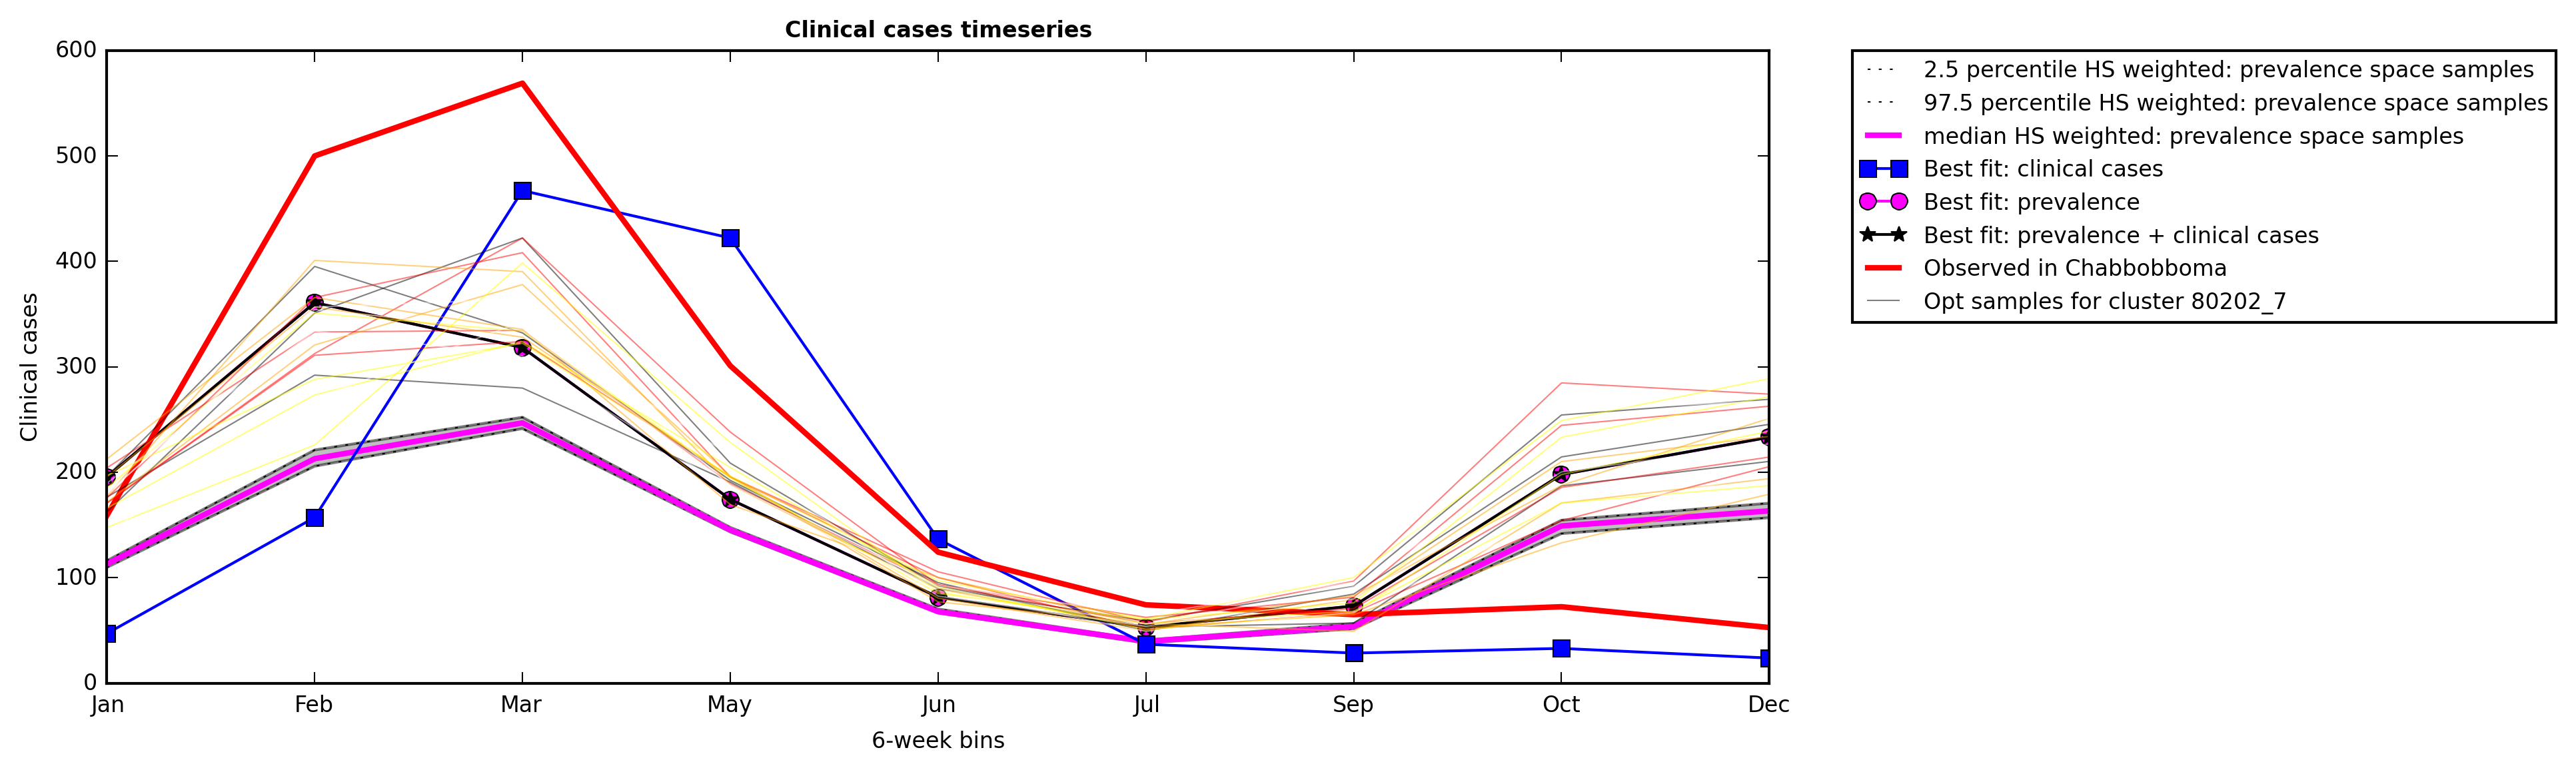 Clinical cases timeseries
600
500
400
300
200
100
0
Clinical cases
Jan Feb Mar May Jun Jul Sep Oct Dec
6-week bins
2.5 percentile HS weighted: prevalence space samples
97.5 percentile HS weighted: prevalence space samples
median HS weighted: prevalence space samples
Best fit: clinical cases
Best fit: prevalence
Best fit: prevalence + clinical cases
Observed in Chabbobboma
Opt samples for cluster 80202_7